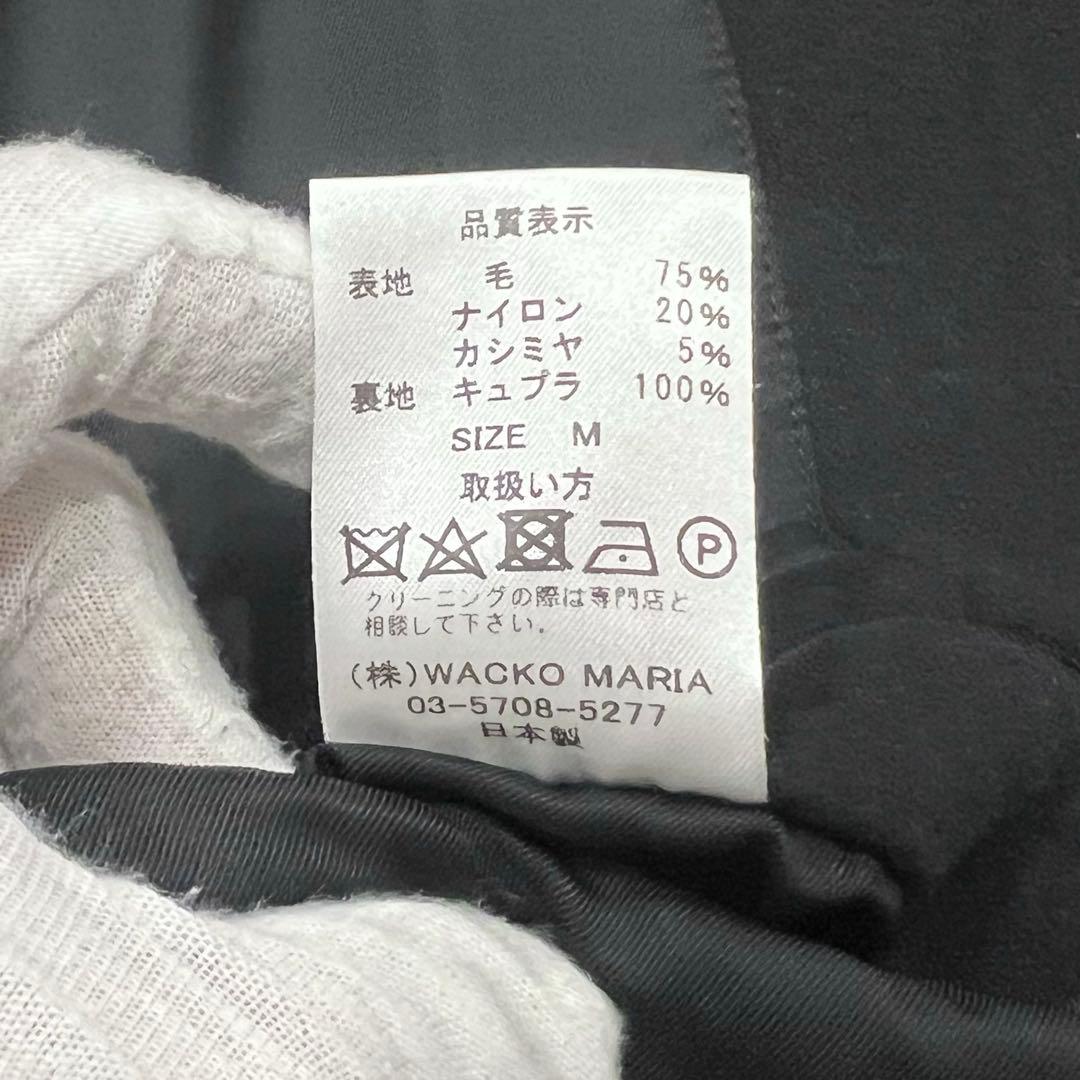 品質表示
表地 毛 75%
ナイロン 20%
カシミヤ 5%
裏地 キュプラ 100%
SIZE M
取扱い方
P
クリーニングの際は専門店と
相談して下さい。
(株)WACKO MARIA
03-5708-5277
日本製